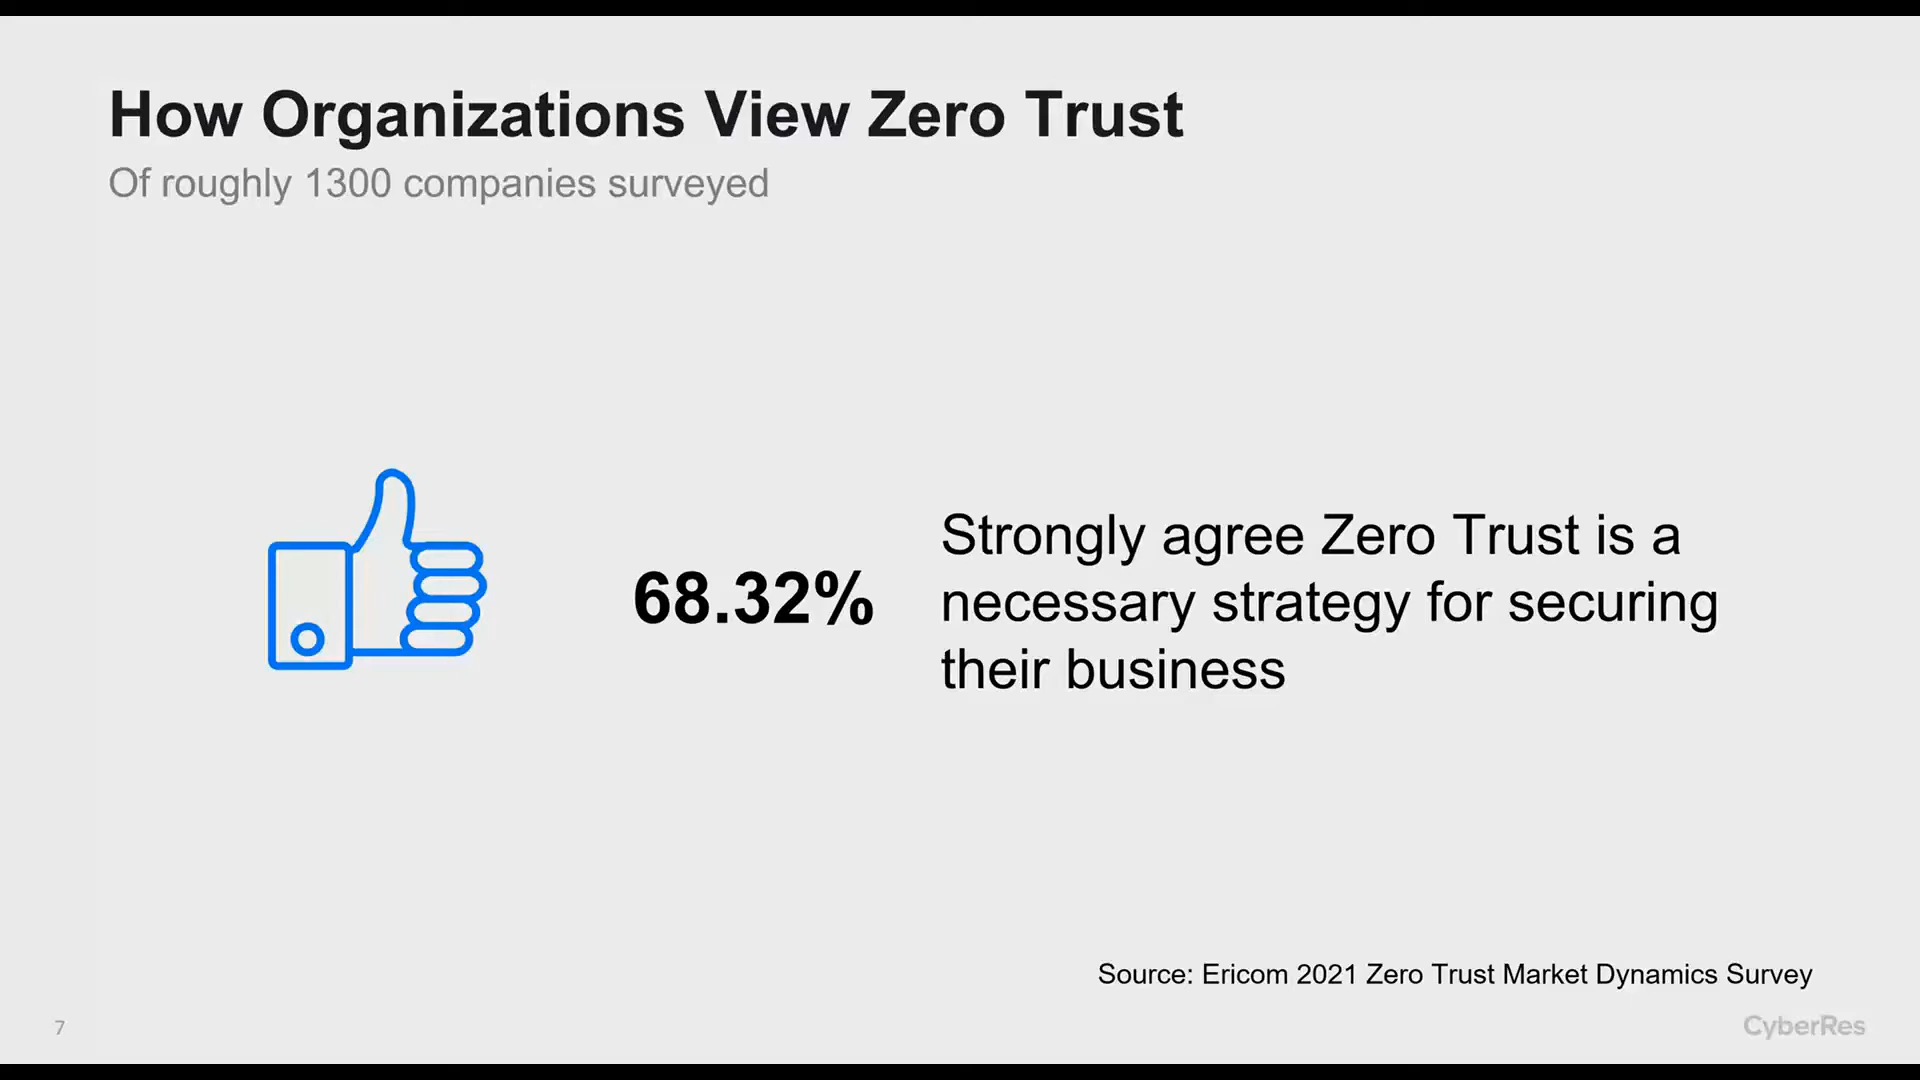 How Organizations View Zero Trust
Of roughly 1300 companies surveyed
68.32%
Strongly agree Zero Trust is a
necessary strategy for securing
their business
Source: Ericom 2021 Zero Trust Market Dynamics Survey
7
CyberRes